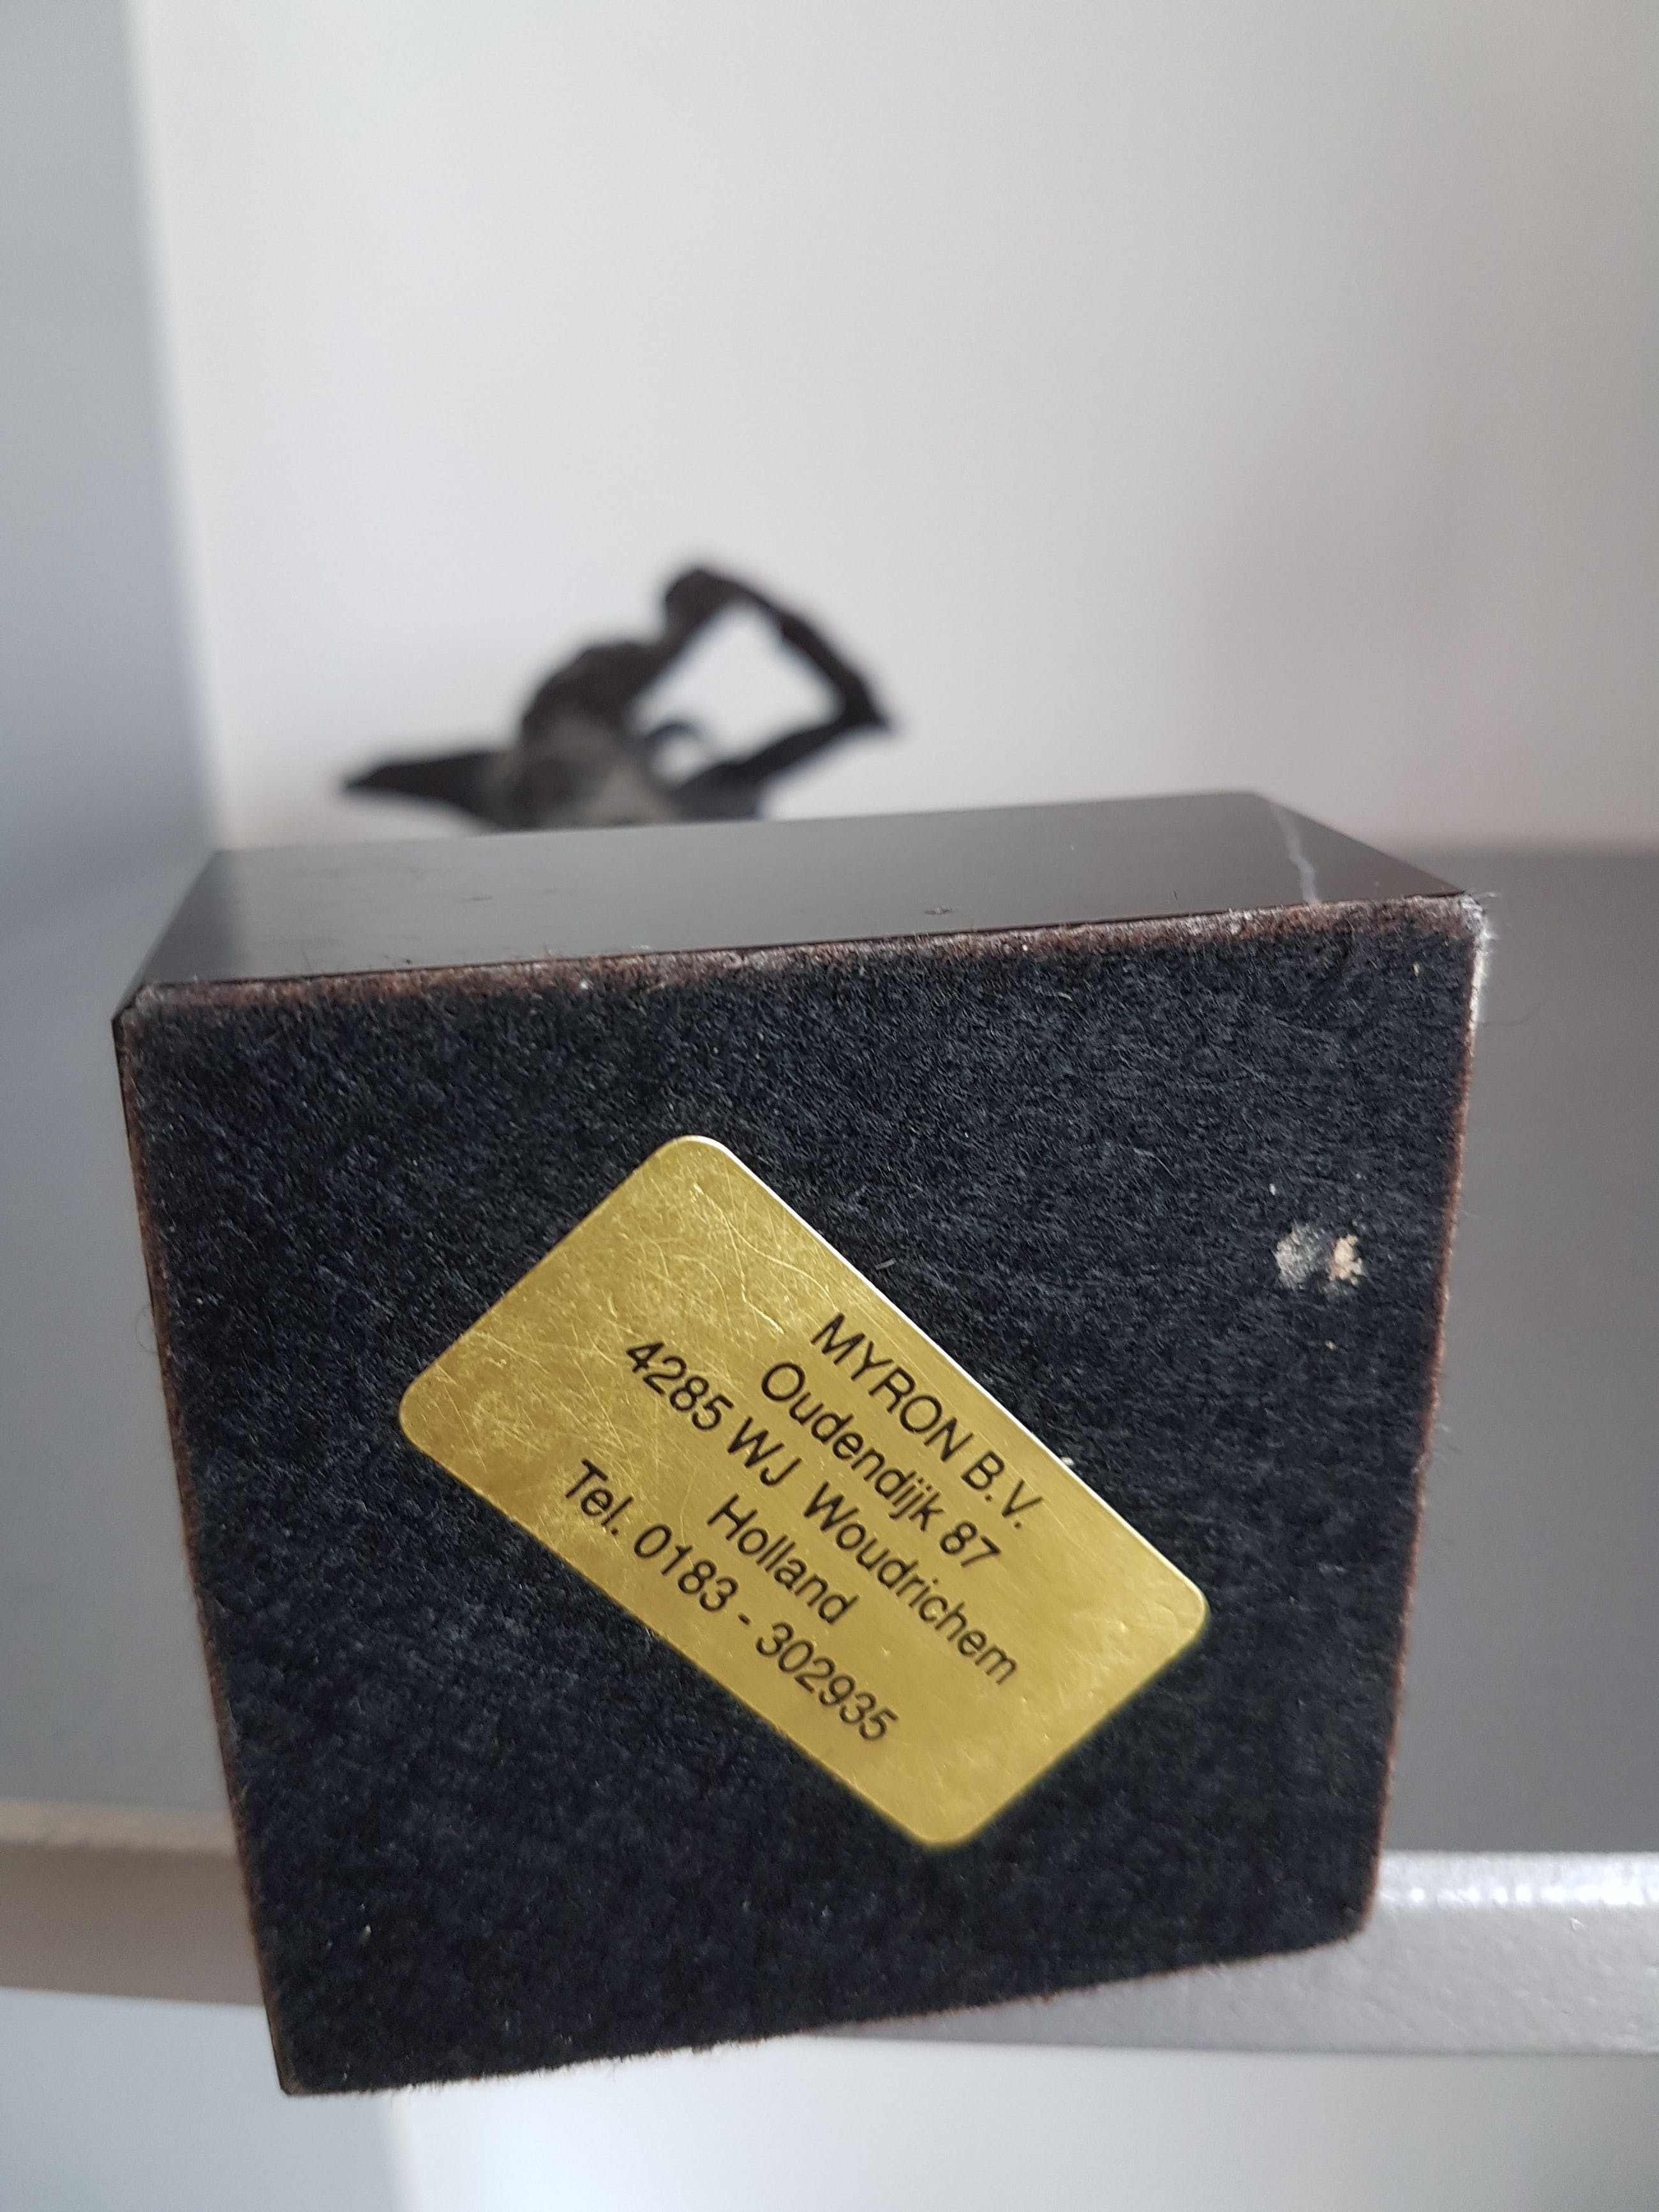 MYRON B.V.
Oudendijk 87
4285 WJ Woudrichem
Holland
Tel. 0183 - 302935